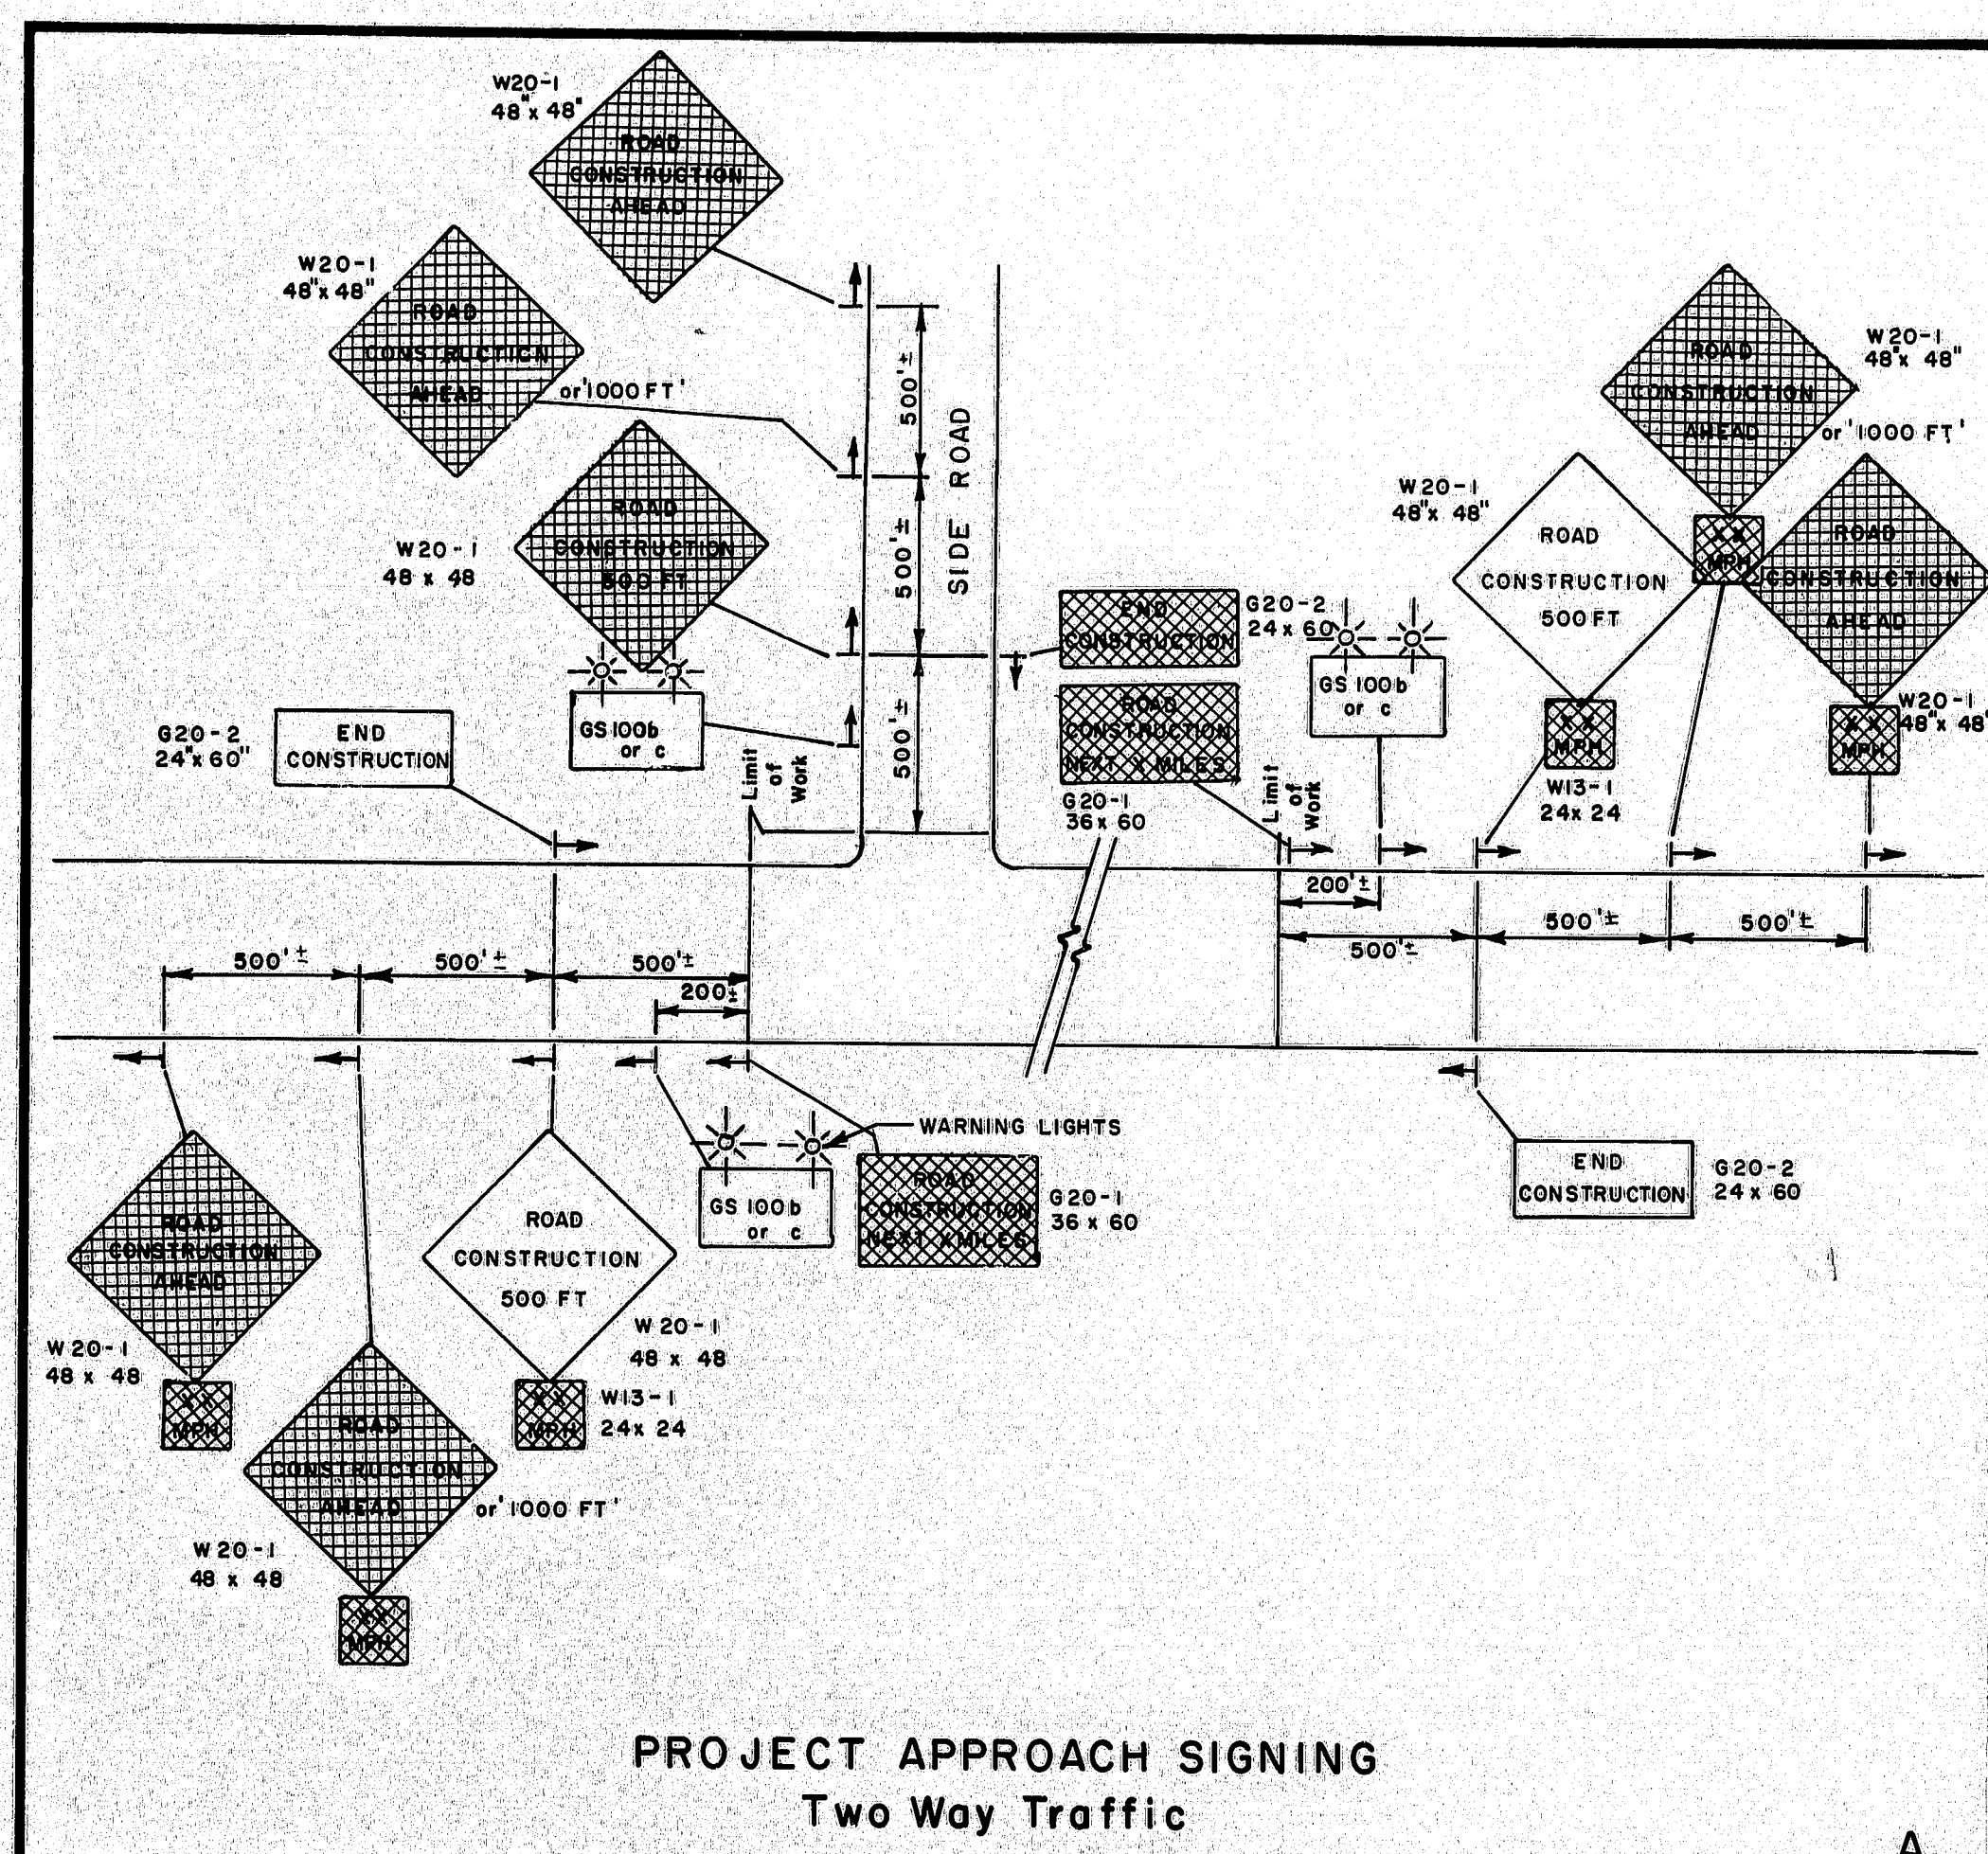 W20-1
48"x 48"
ROAD
CONSTRUCTION
AHEAD
W20-1
48"x 48"
ROAD
CONSTRUCTION
AHEAD
or '1000 FT'
W20-1
48 x 48
ROAD
CONSTRUCTION
500 FT
GS 100b
or c
G20-2
24"x 60"
END
CONSTRUCTION
Limit
of
Work
500'±
500'±
500'±
SIDE ROAD
END
CONSTRUCTION
G20-2
24 x 60
ROAD
CONSTRUCTION
NEXT X MILES
G20-1
36 x 60
GS 100b
or c
Limit
of
Work
W20-1
48"x 48"
ROAD
CONSTRUCTION
500 FT
XX
MPH
W13-1
24 x 24
ROAD
CONSTRUCTION
AHEAD
W20-1
48"x 48"
or '1000 FT'
XX
MPH
ROAD
CONSTRUCTION
AHEAD
W20-1
48"x 48"
XX
MPH
200'±
500'±
500'±
500'±
500'±
500'±
500'±
200±
ROAD
CONSTRUCTION
AHEAD
W20-1
48 x 48
XX
MPH
ROAD
CONSTRUCTION
AHEAD
or '1000 FT'
W20-1
48 x 48
XX
MPH
ROAD
CONSTRUCTION
500 FT
W20-1
48 x 48
XX
MPH
W13-1
24 x 24
GS 100b
or c
WARNING LIGHTS
ROAD
CONSTRUCTION
NEXT X MILES
G20-1
36 x 60
END
CONSTRUCTION
G20-2
24 x 60
PROJECT APPROACH SIGNING
Two Way Traffic
A